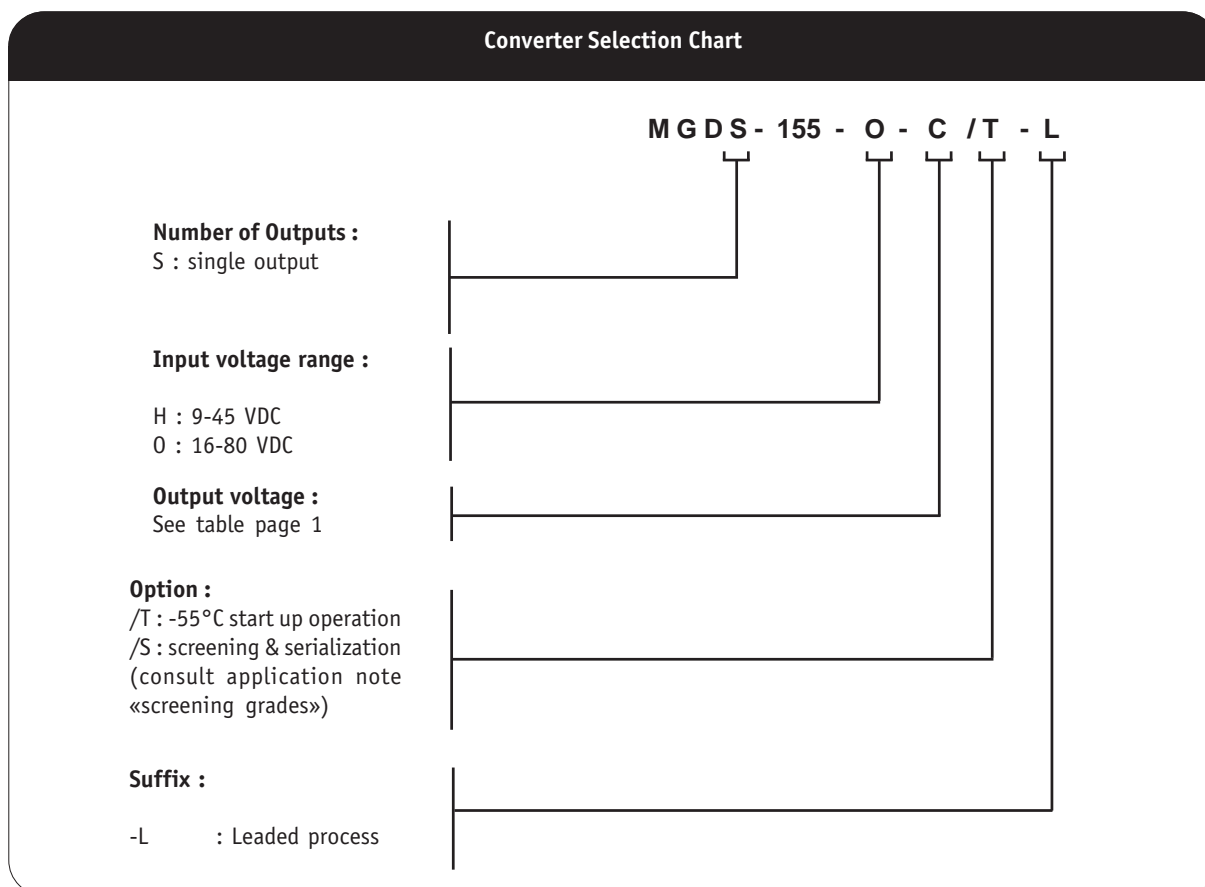 Converter Selection Chart
MGDS - 155 - O - C /T - L
Number of Outputs :
S : single output
Input voltage range :
H : 9-45 VDC
O : 16-80 VDC
Output voltage :
See table page 1
Option :
/T : -55°C start up operation
/S : screening & serialization
(consult application note
«screening grades»)
Suffix :
-L : Leaded process